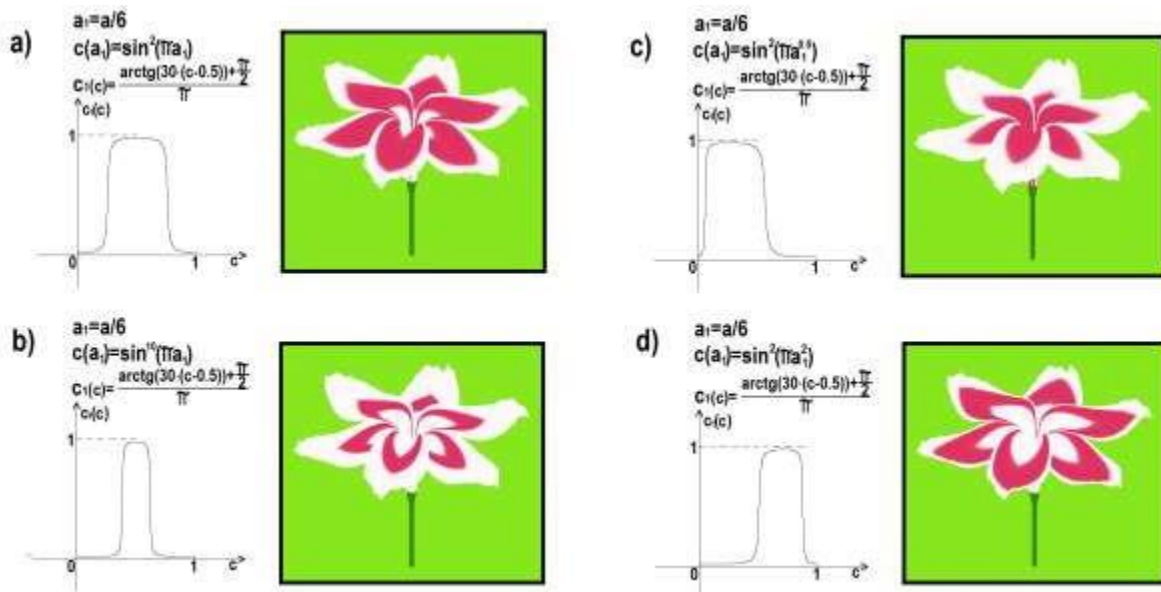 a)
a₁=a/6
c(a₁)=sin²(πa₁)
c₁(c)= arctg(30·(c-0.5))+π/2
π
c₁(c)
1
0
1
c>
b)
a₁=a/6
c(a₁)=sin¹⁰(πa₁)
c₁(c)= arctg(30·(c-0.5))+π/2
π
c₁(c)
1
0
1
c>
c)
a₁=a/6
c(a₁)=sin²(πa₁^0.5)
c₁(c)= arctg(30·(c-0.5))+π/2
π
c₁(c)
1
0
1
c>
d)
a₁=a/6
c(a₁)=sin²(πa₁²)
c₁(c)= arctg(30·(c-0.5))+π/2
π
c₁(c)
1
0
1
c>